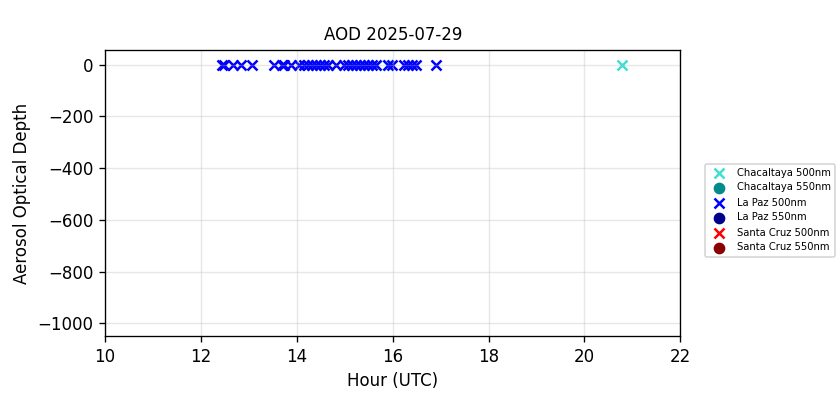 AOD 2025-07-29
Aerosol Optical Depth
0
−200
−400
−600
−800
−1000
10 12 14 16 18 20 22
Hour (UTC)
Chacaltaya 500nm
Chacaltaya 550nm
La Paz 500nm
La Paz 550nm
Santa Cruz 500nm
Santa Cruz 550nm